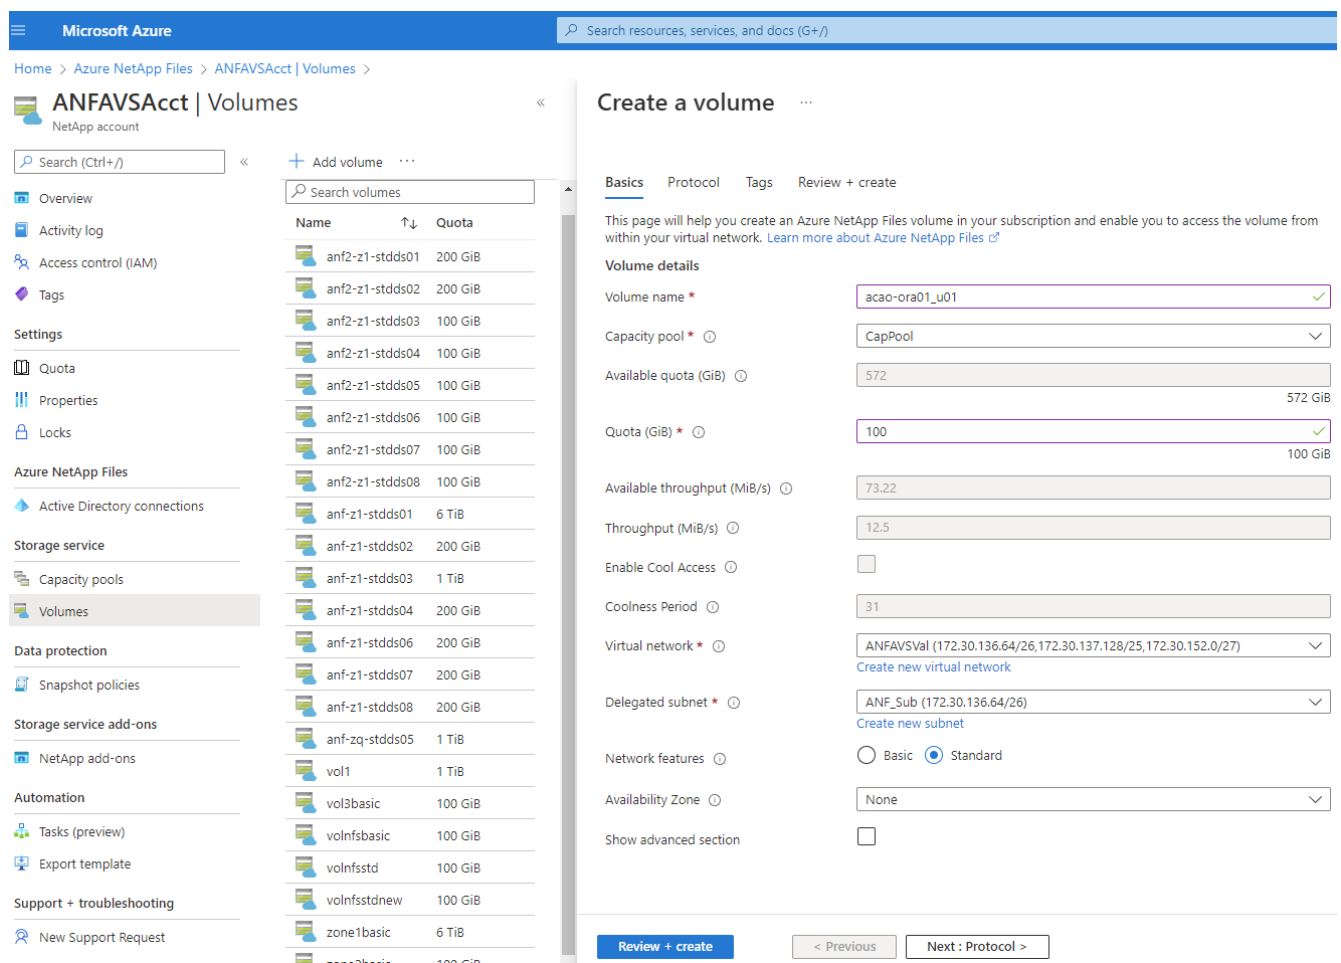 Microsoft Azure
Search resources, services, and docs (G+/)
Home > Azure NetApp Files > ANFAVSAcct | Volumes >
ANFAVSAcct | Volumes
NetApp account
Search (Ctrl+/)
Overview
Activity log
Access control (IAM)
Tags
Settings
Quota
Properties
Locks
Azure NetApp Files
Active Directory connections
Storage service
Capacity pools
Volumes
Data protection
Snapshot policies
Storage service add-ons
NetApp add-ons
Automation
Tasks (preview)
Export template
Support + troubleshooting
New Support Request
Add volume
Search volumes
Name Quota
anf2-z1-stdds01 200 GiB
anf2-z1-stdds02 200 GiB
anf2-z1-stdds03 100 GiB
anf2-z1-stdds04 100 GiB
anf2-z1-stdds05 100 GiB
anf2-z1-stdds06 100 GiB
anf2-z1-stdds07 100 GiB
anf2-z1-stdds08 100 GiB
anf-z1-stdds01 6 TiB
anf-z1-stdds02 200 GiB
anf-z1-stdds03 1 TiB
anf-z1-stdds04 200 GiB
anf-z1-stdds06 200 GiB
anf-z1-stdds07 200 GiB
anf-z1-stdds08 200 GiB
anf-zq-stdds05 1 TiB
vol1 1 TiB
vol3basic 100 GiB
volnfsbasic 100 GiB
volnfsstd 100 GiB
volnfsstdnew 100 GiB
zone1basic 6 TiB
Create a volume
Basics Protocol Tags Review + create
This page will help you create an Azure NetApp Files volume in your subscription and enable you to access the volume from
within your virtual network. Learn more about Azure NetApp Files
Volume details
Volume name * acao-ora01_u01
Capacity pool * CapPool
Available quota (GiB) 572
572 GiB
Quota (GiB) * 100
100 GiB
Available throughput (MiB/s) 73.22
Throughput (MiB/s) 12.5
Enable Cool Access
Coolness Period 31
Virtual network * ANFAVSVal (172.30.136.64/26,172.30.137.128/25,172.30.152.0/27)
Create new virtual network
Delegated subnet * ANF_Sub (172.30.136.64/26)
Create new subnet
Network features Basic Standard
Availability Zone None
Show advanced section
Review + create < Previous Next : Protocol >